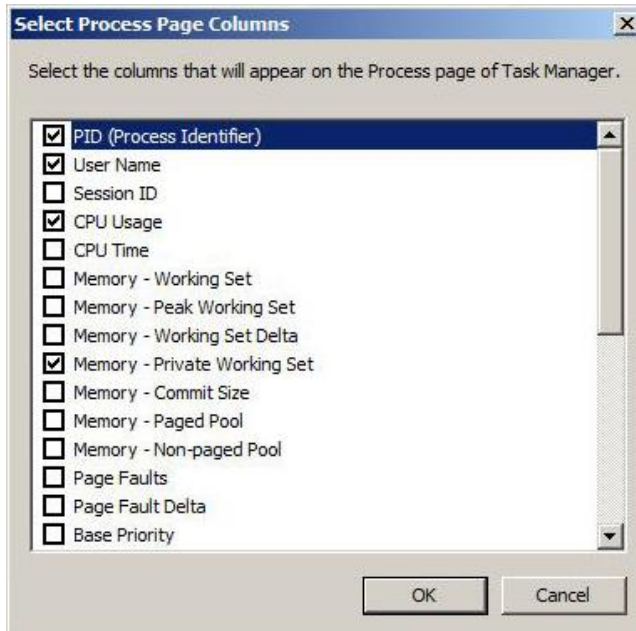 Select Process Page Columns
Select the columns that will appear on the Process page of Task Manager.
PID (Process Identifier)
User Name
Session ID
CPU Usage
CPU Time
Memory - Working Set
Memory - Peak Working Set
Memory - Working Set Delta
Memory - Private Working Set
Memory - Commit Size
Memory - Paged Pool
Memory - Non-paged Pool
Page Faults
Page Fault Delta
Base Priority
OK Cancel